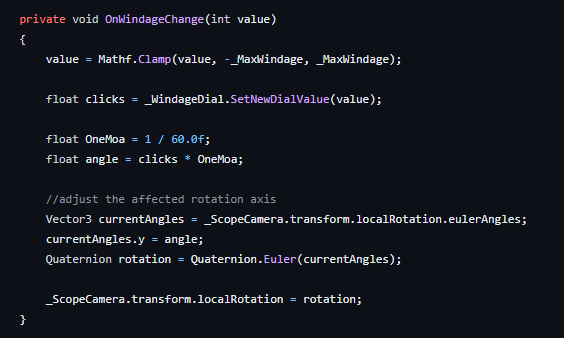 private void OnWindageChange(int value)
{
    value = Mathf.Clamp(value, -_MaxWindage, _MaxWindage);

    float clicks = _WindageDial.SetNewDialValue(value);

    float OneMoa = 1 / 60.0f;
    float angle = clicks * OneMoa;

    //adjust the affected rotation axis
    Vector3 currentAngles = _ScopeCamera.transform.localRotation.eulerAngles;
    currentAngles.y = angle;
    Quaternion rotation = Quaternion.Euler(currentAngles);

    _ScopeCamera.transform.localRotation = rotation;
}